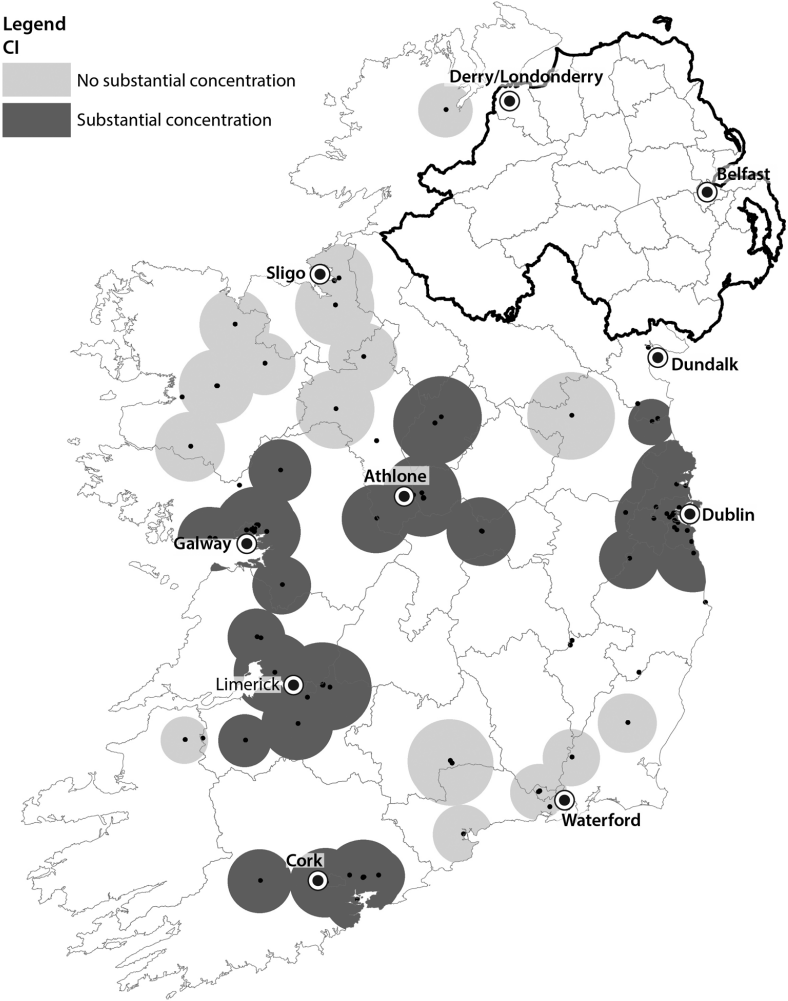 Legend
CI
No substantial concentration
Substantial concentration
Derry/Londonderry
Belfast
Sligo
Dundalk
Athlone
Dublin
Galway
Limerick
Waterford
Cork